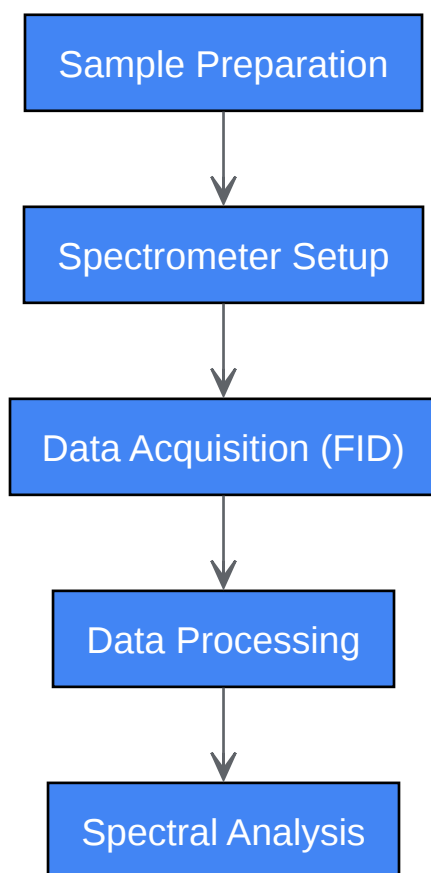 Sample Preparation
Spectrometer Setup
Data Acquisition (FID)
Data Processing
Spectral Analysis